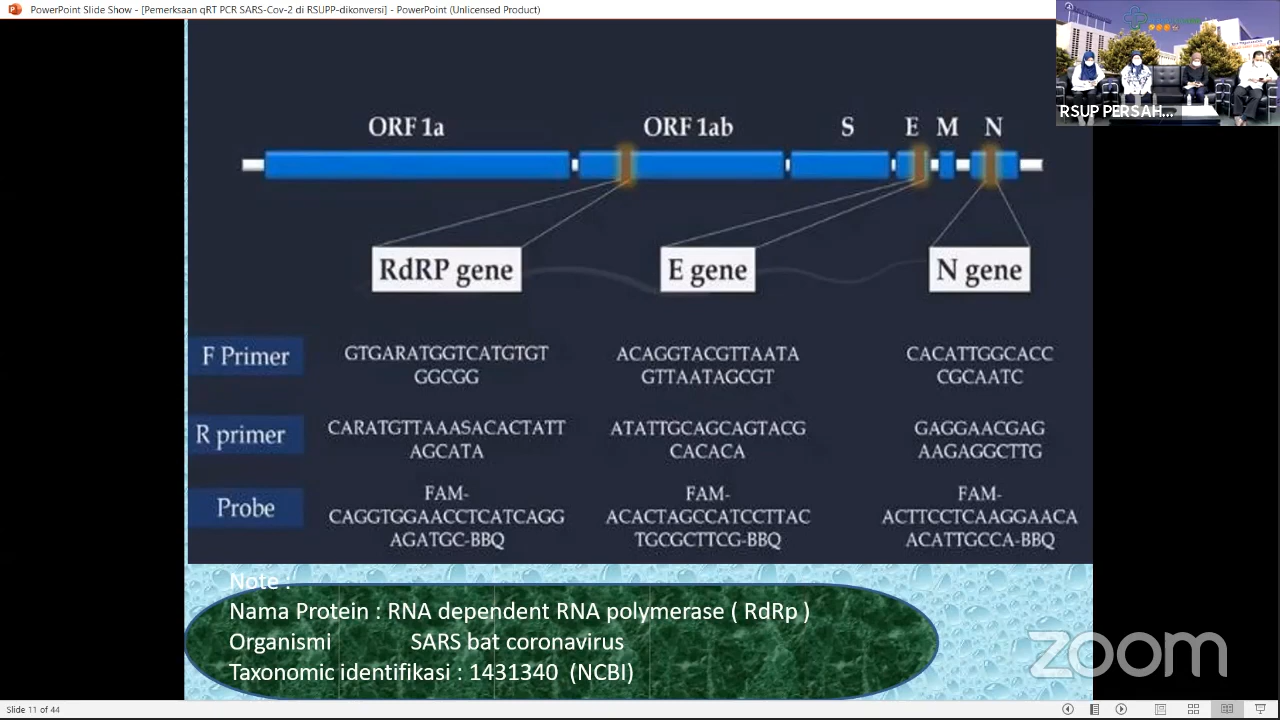 PowerPoint Slide Show - [Pemerksaan qRT PCR SARS-Cov-2 di RSUPP-dikonversi] - PowerPoint (Unlicensed Product)
RSUP PERSAH...
ORF 1a ORF 1ab S E M N
RdRP gene E gene N gene
F Primer
GTGARATGGTCATGTGT ACAGGTACGTTAATA CACATTGGCACC
GGCGG GTTAATAGCGT CGCAATC
R primer
CARATGTTAAASACACTATT ATATTGCAGCAGTACG GAGGAACGAG
AGCATA CACACA AAGAGGCTTG
Probe
FAM- FAM- FAM-
CAGGTGGAACCTCATCAGG ACACTAGCCATCCTTAC ACTTCCTCAAGGAACA
AGATGC-BBQ TGCGCTTCG-BBQ ACATTGCCA-BBQ
Note :
Nama Protein : RNA dependent RNA polymerase ( RdRp )
Organismi SARS bat coronavirus
Taxonomic identifikasi : 1431340 (NCBI)
zoom
Slide 11 of 44